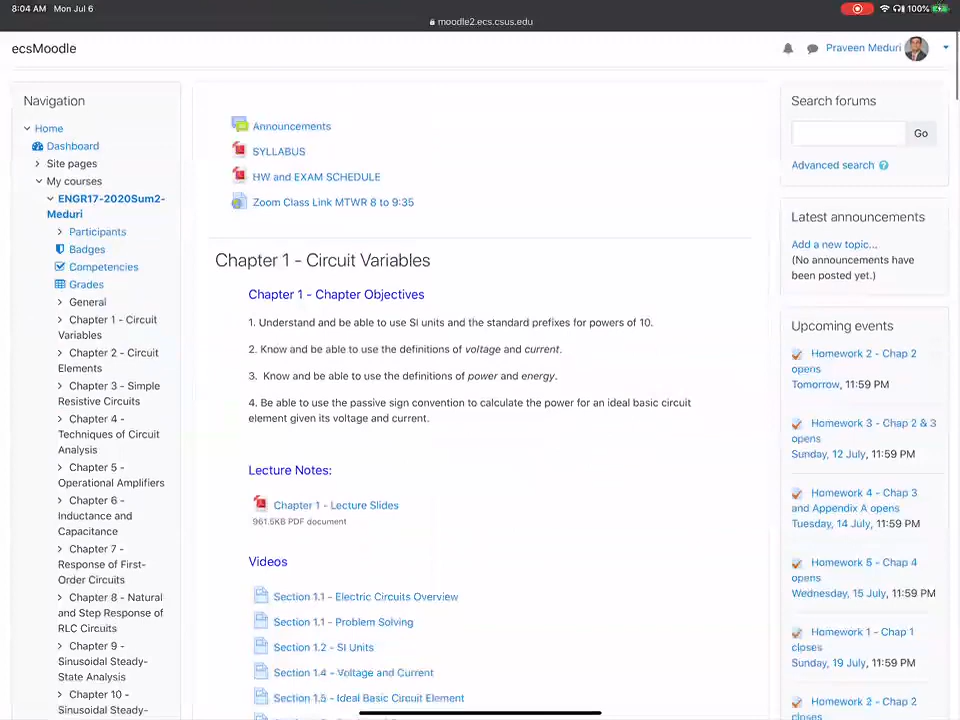 8:04 AM Mon Jul 6
100%
moodle2.ecs.csus.edu
ecsMoodle
Praveen Meduri
Navigation
Home
Dashboard
Site pages
My courses
ENGR17-2020Sum2-
Meduri
Participants
Badges
Competencies
Grades
General
Chapter 1 - Circuit
Variables
Chapter 2 - Circuit
Elements
Chapter 3 - Simple
Resistive Circuits
Chapter 4 -
Techniques of Circuit
Analysis
Chapter 5 -
Operational Amplifiers
Chapter 6 -
Inductance and
Capacitance
Chapter 7 -
Response of First-
Order Circuits
Chapter 8 - Natural
and Step Response of
RLC Circuits
Chapter 9 -
Sinusoidal Steady-
State Analysis
Chapter 10 -
Sinusoidal Steady-
Announcements
SYLLABUS
HW and EXAM SCHEDULE
Zoom Class Link MTWR 8 to 9:35
Chapter 1 - Circuit Variables
Chapter 1 - Chapter Objectives
1. Understand and be able to use SI units and the standard prefixes for powers of 10.
2. Know and be able to use the definitions of voltage and current.
3. Know and be able to use the definitions of power and energy.
4. Be able to use the passive sign convention to calculate the power for an ideal basic circuit
element given its voltage and current.
Lecture Notes:
Chapter 1 - Lecture Slides
961.5KB PDF document
Videos
Section 1.1 - Electric Circuits Overview
Section 1.1 - Problem Solving
Section 1.2 - SI Units
Section 1.4 - Voltage and Current
Section 1.5 - Ideal Basic Circuit Element
Search forums
Go
Advanced search
Latest announcements
Add a new topic...
(No announcements have
been posted yet.)
Upcoming events
Homework 2 - Chap 2
opens
Tomorrow, 11:59 PM
Homework 3 - Chap 2 & 3
opens
Sunday, 12 July, 11:59 PM
Homework 4 - Chap 3
and Appendix A opens
Tuesday, 14 July, 11:59 PM
Homework 5 - Chap 4
opens
Wednesday, 15 July, 11:59 PM
Homework 1 - Chap 1
closes
Sunday, 19 July, 11:59 PM
Homework 2 - Chap 2
closes